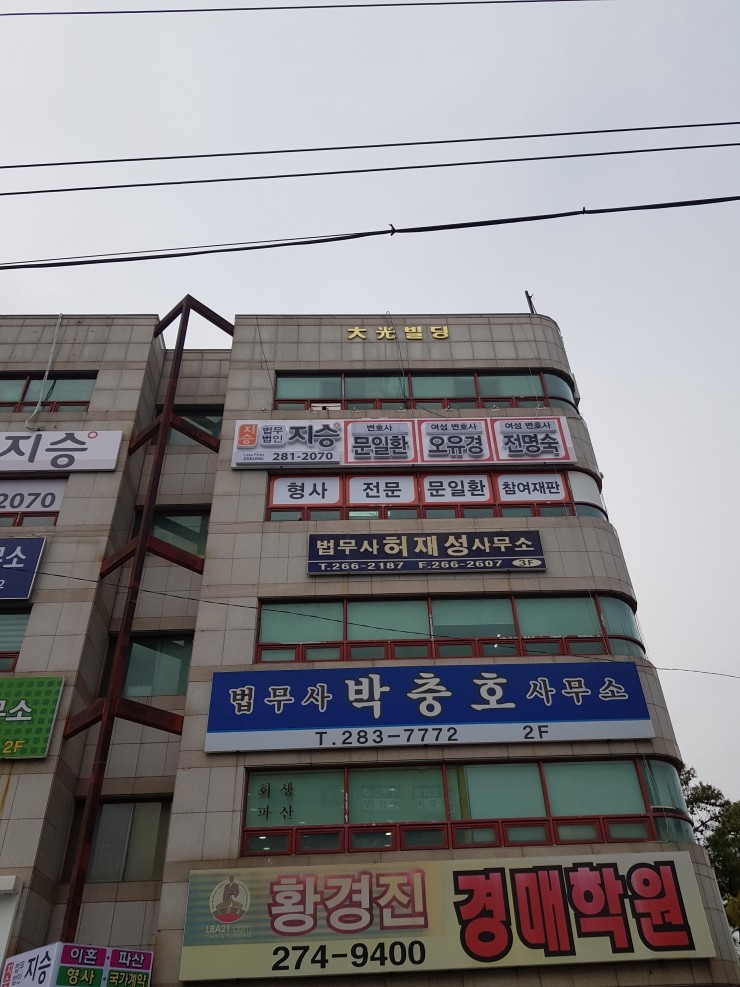 大光빌딩
지승 법무법인 지승
Law Firm JISEUNG 281-2070
변호사 문일환
여성 변호사 오유경
여성 변호사 전명숙
형사 전문 문일환 참여재판
지승
2070
법무사허재성사무소
T.266-2187 F.266-2607 3F
무소
2
법무사 박충호 사무소
T.283-7772 2F
무소
2F
회생
파산
황경진 경매학원
LBA21.com
274-9400
지승
이혼·파산
형사 국가계약